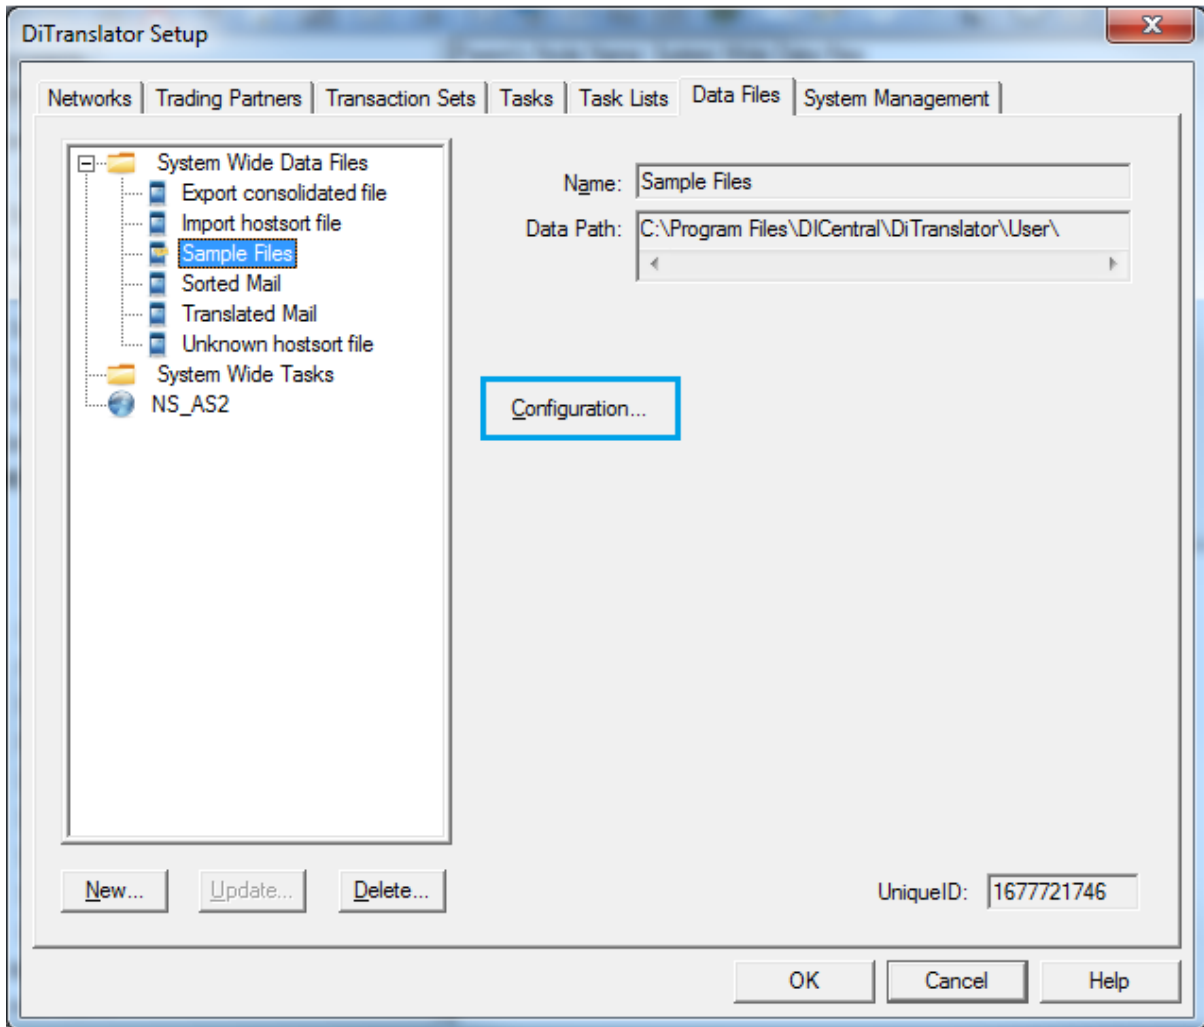 DiTranslator Setup
Networks Trading Partners Transaction Sets Tasks Task Lists Data Files System Management
System Wide Data Files
Export consolidated file
Import hostsort file
Sample Files
Sorted Mail
Translated Mail
Unknown hostsort file
System Wide Tasks
NS_AS2
Name: Sample Files
Data Path: C:\Program Files\DICentral\DiTranslator\User\
Configuration...
New... Update... Delete...
UniqueID: 1677721746
OK Cancel Help